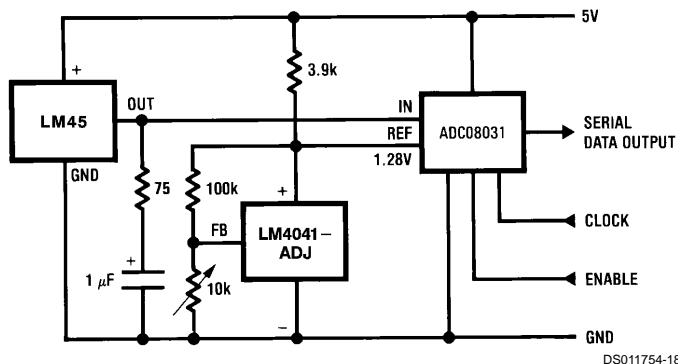 5V
+
3.9k
LM45
OUT
IN
REF
1.28V
ADC08031
SERIAL
DATA OUTPUT
GND
75
100k
+
FB
LM4041–
ADJ
CLOCK
+
1 µF
10k
ENABLE
–
GND
DS011754-18